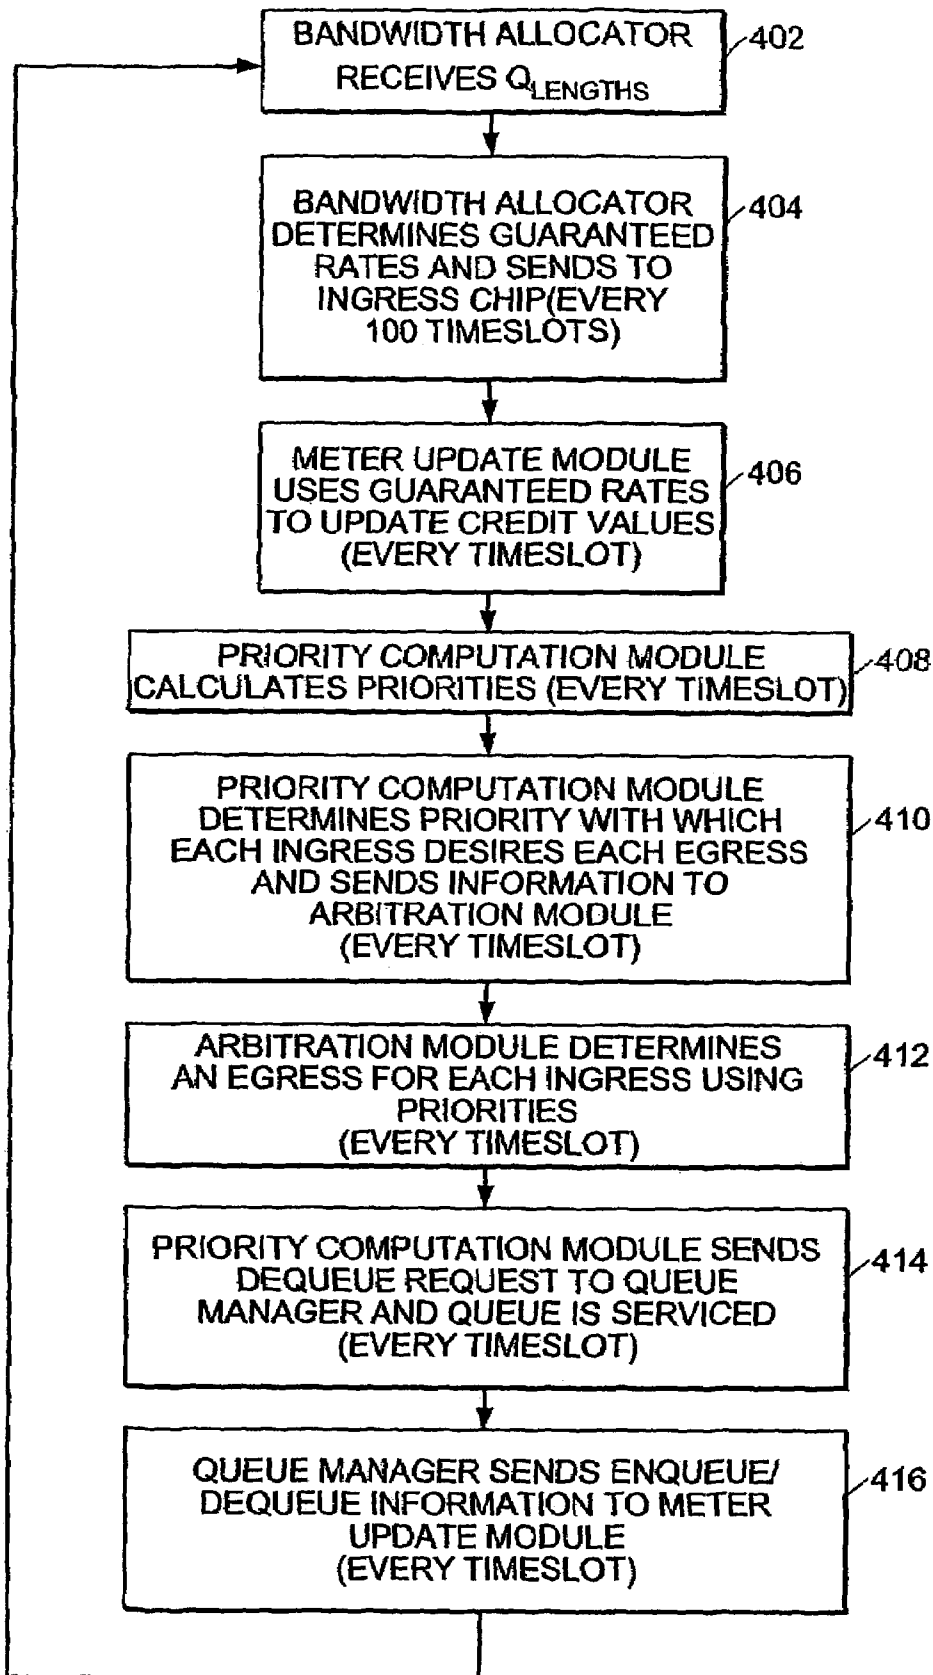 BANDWIDTH ALLOCATOR
RECEIVES QLENGTHS
402
BANDWIDTH ALLOCATOR
DETERMINES GUARANTEED
RATES AND SENDS TO
INGRESS CHIP(EVERY
100 TIMESLOTS)
404
METER UPDATE MODULE
USES GUARANTEED RATES
TO UPDATE CREDIT VALUES
(EVERY TIMESLOT)
406
PRIORITY COMPUTATION MODULE
CALCULATES PRIORITIES (EVERY TIMESLOT)
408
PRIORITY COMPUTATION MODULE
DETERMINES PRIORITY WITH WHICH
EACH INGRESS DESIRES EACH EGRESS
AND SENDS INFORMATION TO
ARBITRATION MODULE
(EVERY TIMESLOT)
410
ARBITRATION MODULE DETERMINES
AN EGRESS FOR EACH INGRESS USING
PRIORITIES
(EVERY TIMESLOT)
412
PRIORITY COMPUTATION MODULE SENDS
DEQUEUE REQUEST TO QUEUE
MANAGER AND QUEUE IS SERVICED
(EVERY TIMESLOT)
414
QUEUE MANAGER SENDS ENQUEUE/
DEQUEUE INFORMATION TO METER
UPDATE MODULE
(EVERY TIMESLOT)
416